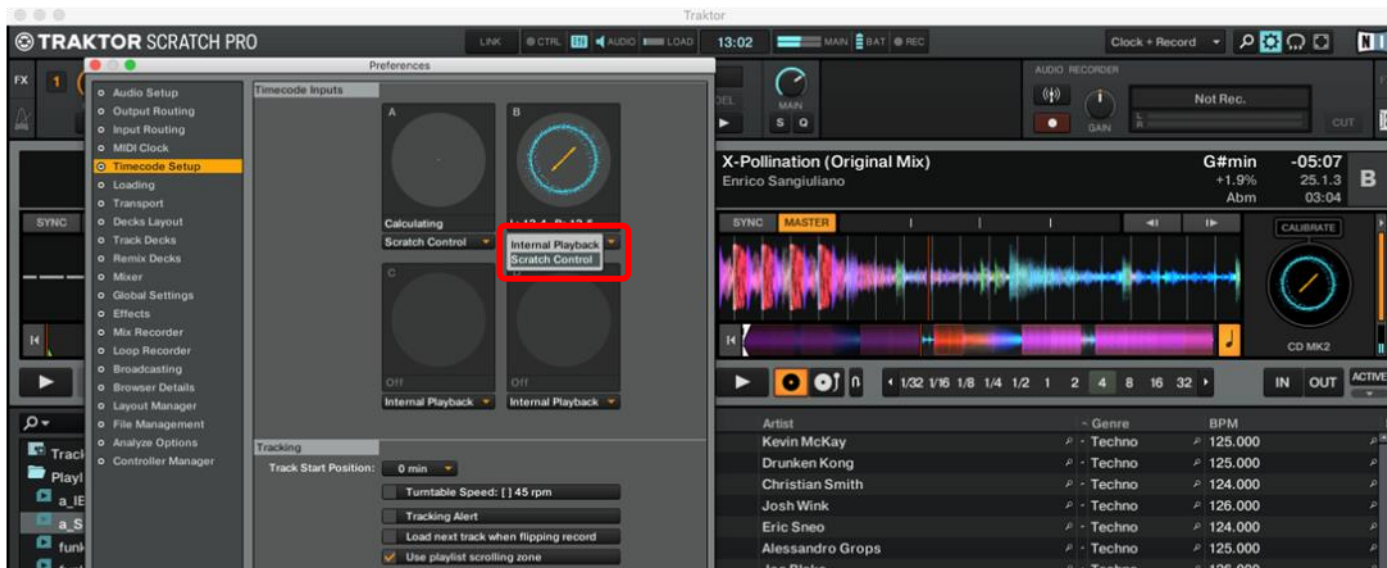 Traktor
TRAKTOR SCRATCH PRO
LINK CTRL AUDIO LOAD 13:02 MAIN BAT REC Clock + Record
Preferences
FX 1
Audio Setup
Output Routing
Input Routing
MIDI Clock
Timecode Setup
Loading
Transport
Decks Layout
Track Decks
Remix Decks
Mixer
Global Settings
Effects
Mix Recorder
Loop Recorder
Broadcasting
Browser Details
Layout Manager
File Management
Analyze Options
Controller Manager
SYNC
Timecode Inputs
A B
Calculating
Scratch Control
Internal Playback
Scratch Control
C
Off Off
Internal Playback Internal Playback
Tracking
Track Start Position: 0 min
Turntable Speed: [ ] 45 rpm
Tracking Alert
Load next track when flipping record
Use playlist scrolling zone
DEL
MAIN
S Q
AUDIO RECORDER
GAIN
L
R
Not Rec.
CUT
X-Pollination (Original Mix) G#min -05:07
Enrico Sangiuliano +1.9% 25.1.3 B
Abm 03:04
SYNC MASTER CALIBRATE
CD MK2
1/32 1/16 1/8 1/4 1/2 1 2 4 8 16 32 IN OUT ACTIVE
Artist Genre BPM
Kevin McKay Techno 125.000
Drunken Kong Techno 125.000
Christian Smith Techno 124.000
Josh Wink Techno 126.000
Eric Sneo Techno 124.000
Alessandro Grops Techno 125.000
Track
Playl
a_IE
a_S
funk